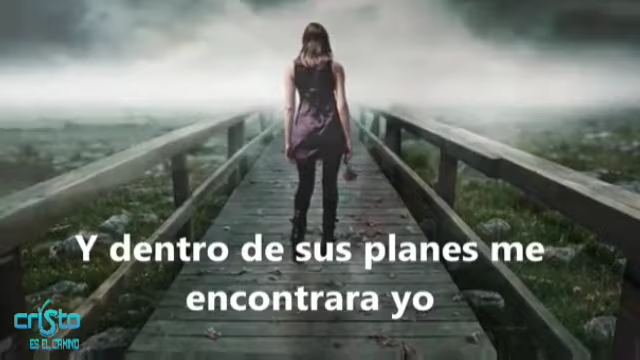 Y dentro de sus planes me
encontrara yo
cristo
ES EL CAMINO